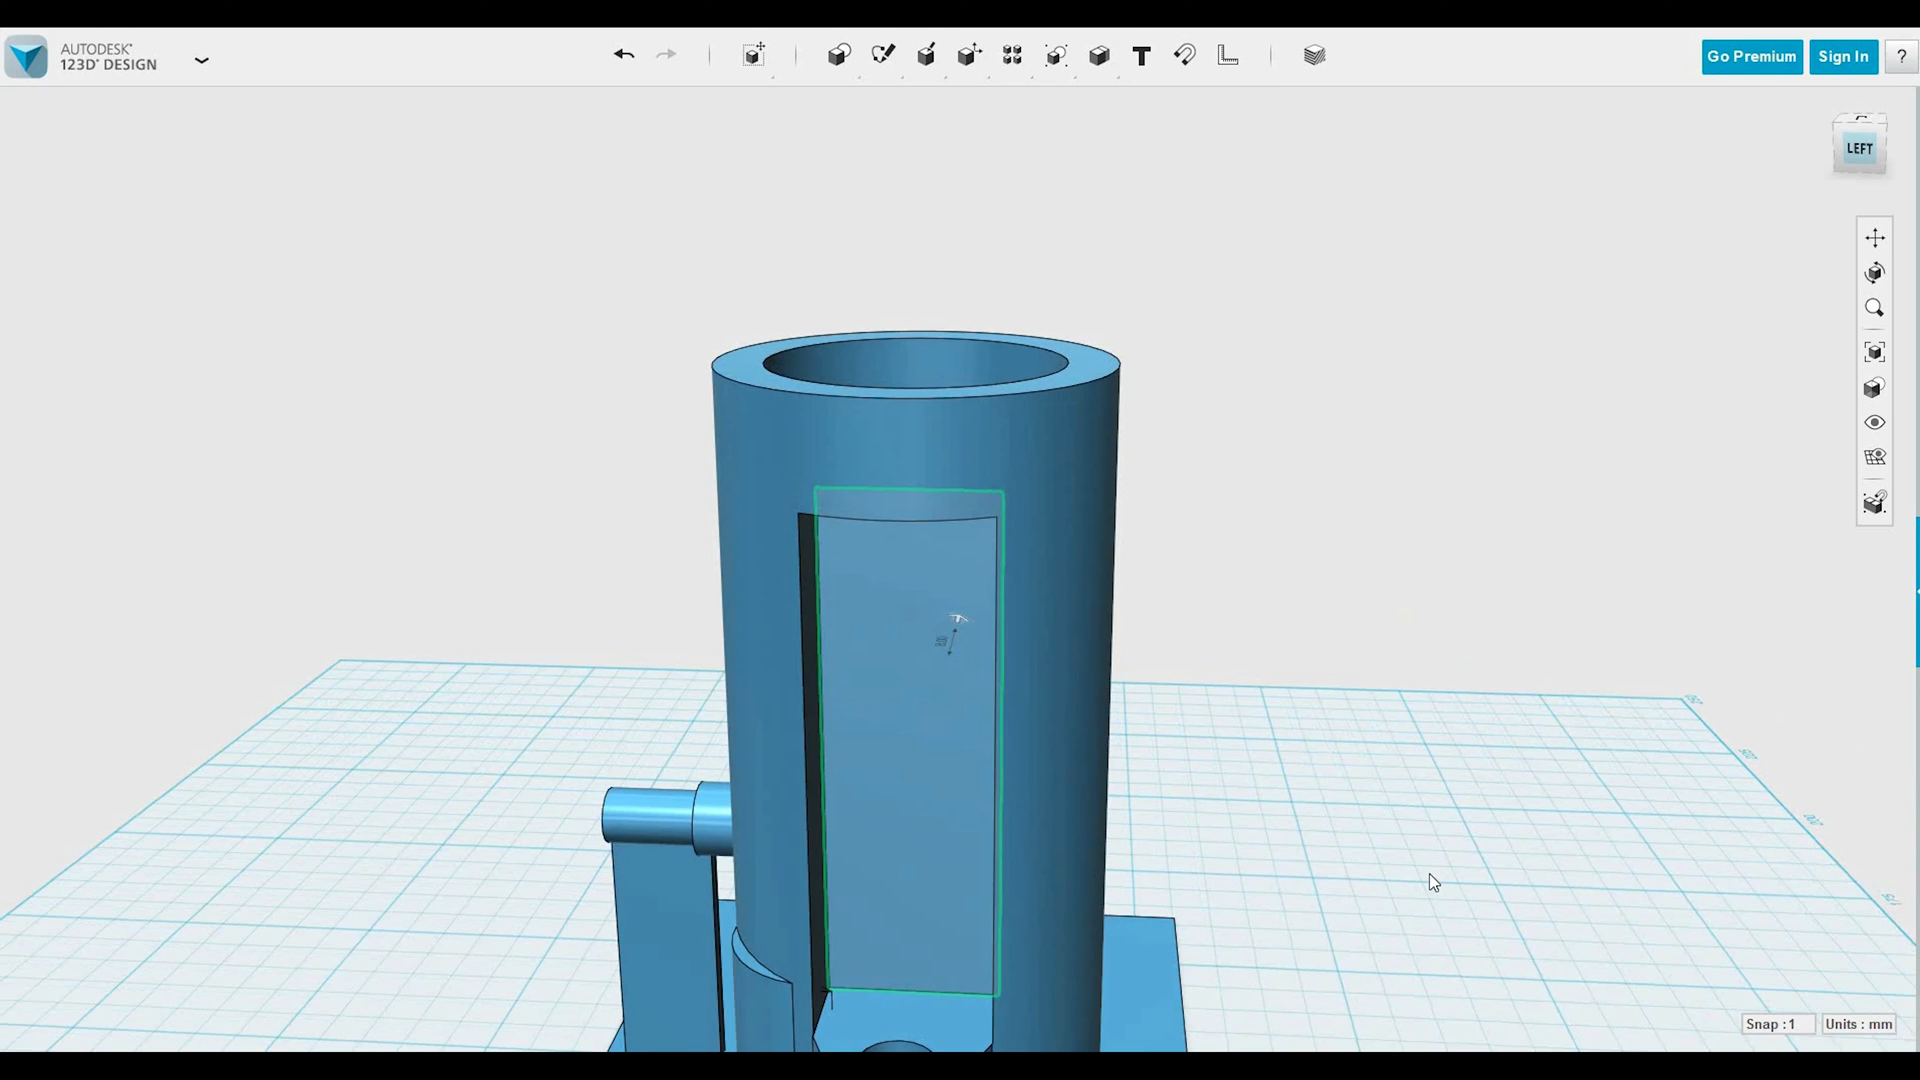 AUTODESK®
123D® DESIGN
T
Go Premium
Sign In
?
LEFT
Snap : 1
Units : mm